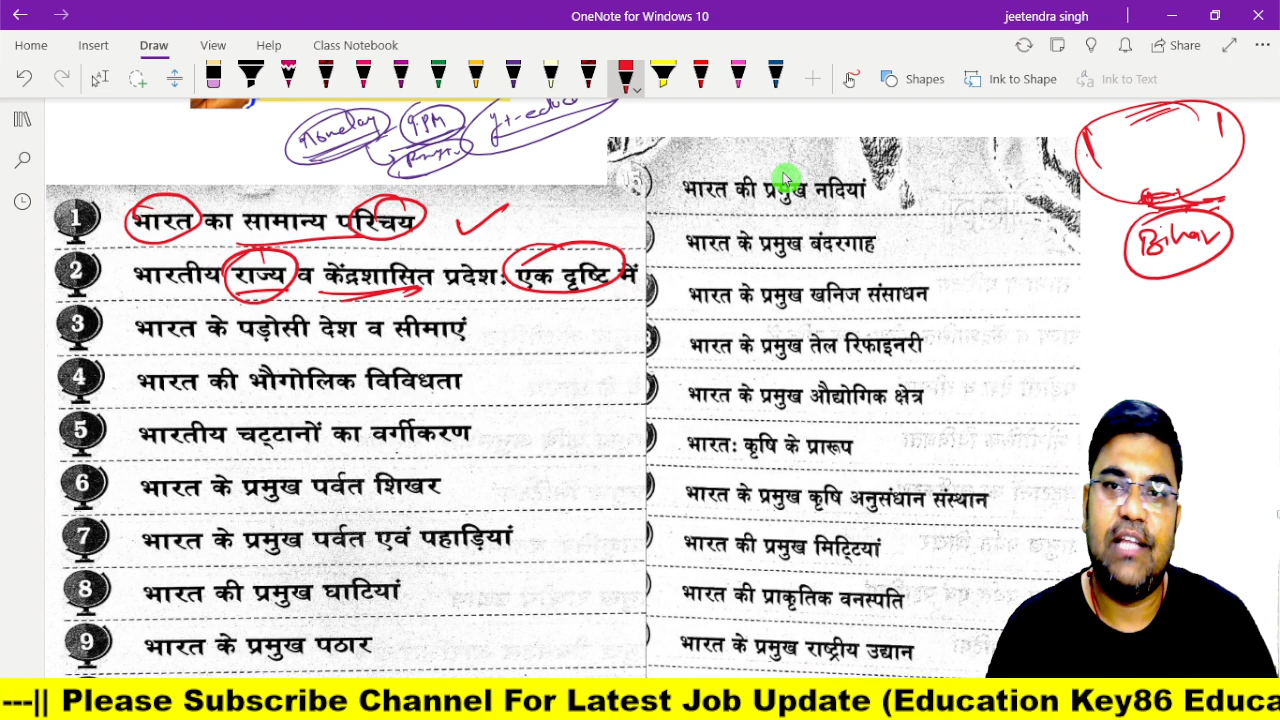 OneNote for Windows 10
jeetendra singh
Home Insert Draw View Help Class Notebook
Share
Shapes
Ink to Shape
Ink to Text
Monday
9:PM
Bihar
1 भारत का सामान्य परिचय
2 भारतीय राज्य व केंद्रशासित प्रदेशः एक दृष्टि में
3 भारत के पड़ोसी देश व सीमाएं
4 भारत की भौगोलिक विविधता
5 भारतीय चट्टानों का वर्गीकरण
6 भारत के प्रमुख पर्वत शिखर
7 भारत के प्रमुख पर्वत एवं पहाड़ियां
8 भारत की प्रमुख घाटियां
9 भारत के प्रमुख पठार
भारत की प्रमुख नदियां
भारत के प्रमुख बंदरगाह
भारत के प्रमुख खनिज संसाधन
भारत के प्रमुख तेल रिफाइनरी
भारत के प्रमुख औद्योगिक क्षेत्र
भारतः कृषि के प्रारूप
भारत के प्रमुख कृषि अनुसंधान संस्थान
भारत की प्रमुख मिट्टियां
भारत की प्राकृतिक वनस्पति
भारत के प्रमुख राष्ट्रीय उद्यान
---|| Please Subscribe Channel For Latest Job Update (Education Key86 Educa